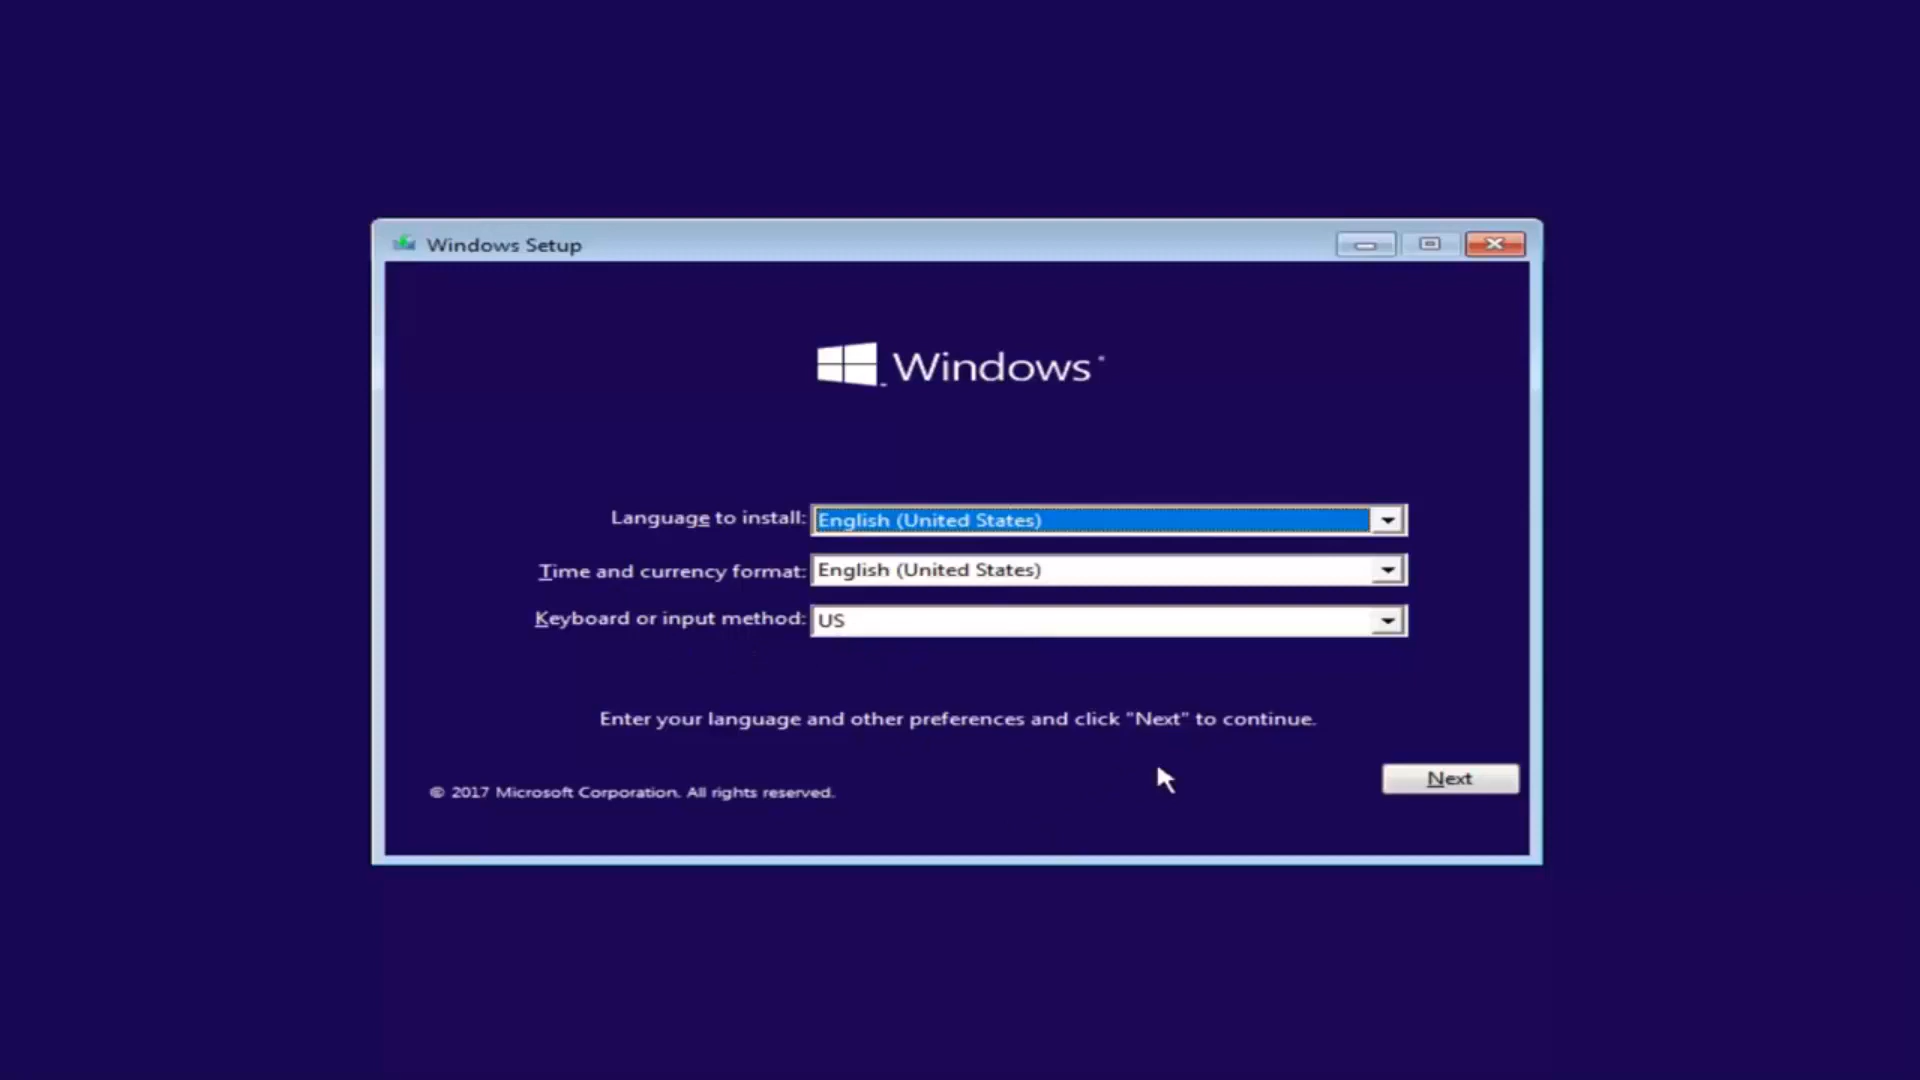 Windows Setup
Windows
Language to install: English (United States)
Time and currency format: English (United States)
Keyboard or input method: US
Enter your language and other preferences and click "Next" to continue.
Next
© 2017 Microsoft Corporation. All rights reserved.